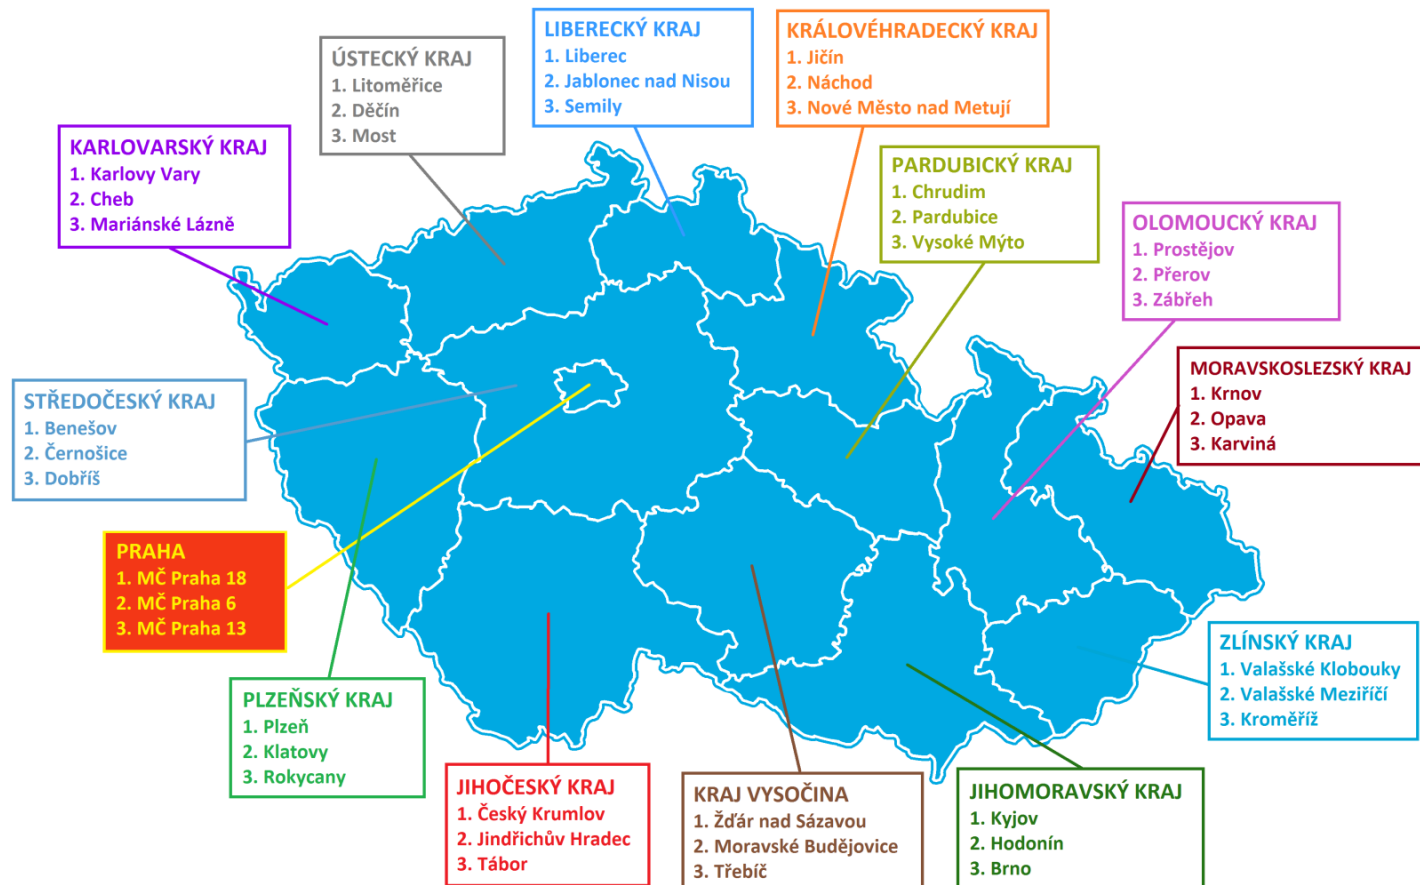 LIBERECKÝ KRAJ
1. Liberec
2. Jablonec nad Nisou
3. Semily
KRÁLOVÉHRADECKÝ KRAJ
1. Jičín
2. Náchod
3. Nové Město nad Metují
ÚSTECKÝ KRAJ
1. Litoměřice
2. Děčín
3. Most
KARLOVARSKÝ KRAJ
1. Karlovy Vary
2. Cheb
3. Mariánské Lázně
PARDUBICKÝ KRAJ
1. Chrudim
2. Pardubice
3. Vysoké Mýto
OLOMOUCKÝ KRAJ
1. Prostějov
2. Přerov
3. Zábřeh
MORAVSKOSLEZSKÝ KRAJ
1. Krnov
2. Opava
3. Karviná
STŘEDOČESKÝ KRAJ
1. Benešov
2. Černošice
3. Dobříš
PRAHA
1. MČ Praha 18
2. MČ Praha 6
3. MČ Praha 13
ZLÍNSKÝ KRAJ
1. Valašské Klobouky
2. Valašské Meziříčí
3. Kroměříž
PLZEŇSKÝ KRAJ
1. Plzeň
2. Klatovy
3. Rokycany
JIHOČESKÝ KRAJ
1. Český Krumlov
2. Jindřichův Hradec
3. Tábor
KRAJ VYSOČINA
1. Žďár nad Sázavou
2. Moravské Budějovice
3. Třebíč
JIHOMORAVSKÝ KRAJ
1. Kyjov
2. Hodonín
3. Brno